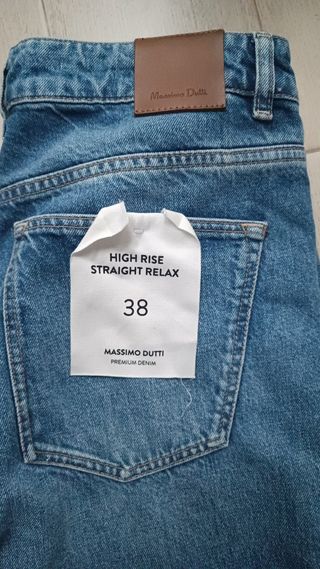 Massimo Dutti
HIGH RISE
STRAIGHT RELAX
38
MASSIMO DUTTI
PREMIUM DENIM